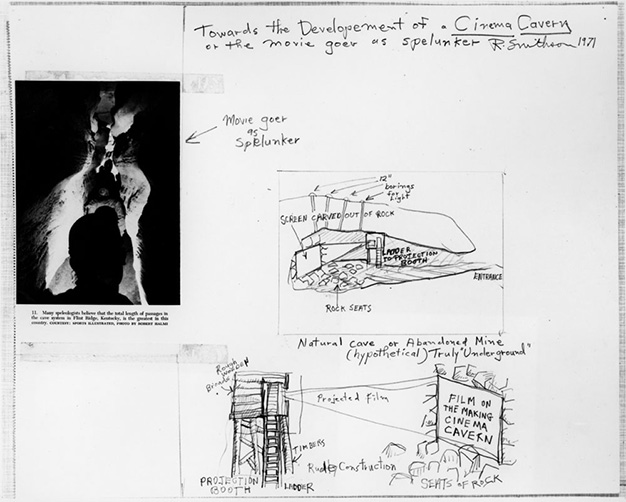 Towards the Developement of a Cinema Cavern
or the movie goer as spelunker R. Smithson 1971
Movie goer
as
Spelunker
11. Many speleologists believe that the total length of passages in
the cave system in Flint Ridge, Kentucky, is the greatest in this
country. COURTESY: SPORTS ILLUSTRATED, PHOTO BY ROBERT HALMI
12"
borings
for
Light
SCREEN CARVED OUT OF ROCK
LADDER
TO PROJECTION
BOOTH
ENTRANCE
ROCK SEATS
Natural cave or Abandoned Mine
(hypothetical) Truly "Underground"
Rough
Wooden
Projected Film
FILM ON
THE MAKING
CINEMA
CAVERN
TIMBERS
Rude Construction
PROJECTION
BOOTH
LADDER
SEATS OF ROCK